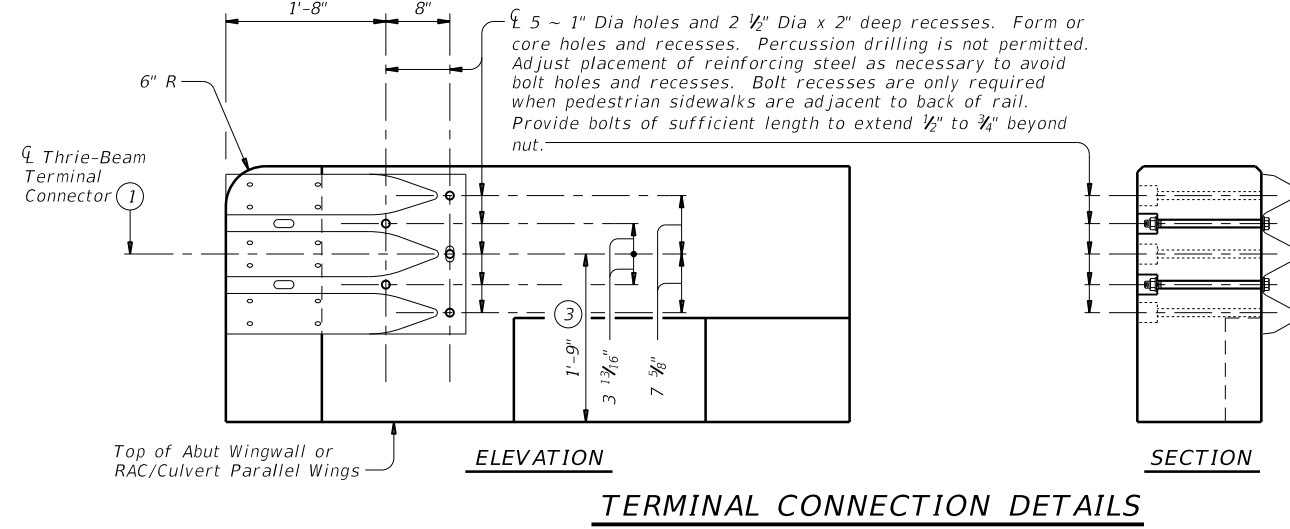 1'-8"
8"
℄ 5 ~ 1" Dia holes and 2 ½" Dia x 2" deep recesses. Form or
core holes and recesses. Percussion drilling is not permitted.
Adjust placement of reinforcing steel as necessary to avoid
bolt holes and recesses. Bolt recesses are only required
when pedestrian sidewalks are adjacent to back of rail.
Provide bolts of sufficient length to extend ½" to ¾" beyond
nut.
6" R
℄ Thrie-Beam
Terminal
Connector 1
3
1'-9"
3 13/16"
7 5/8"
Top of Abut Wingwall or
RAC/Culvert Parallel Wings
ELEVATION
SECTION
TERMINAL CONNECTION DETAILS